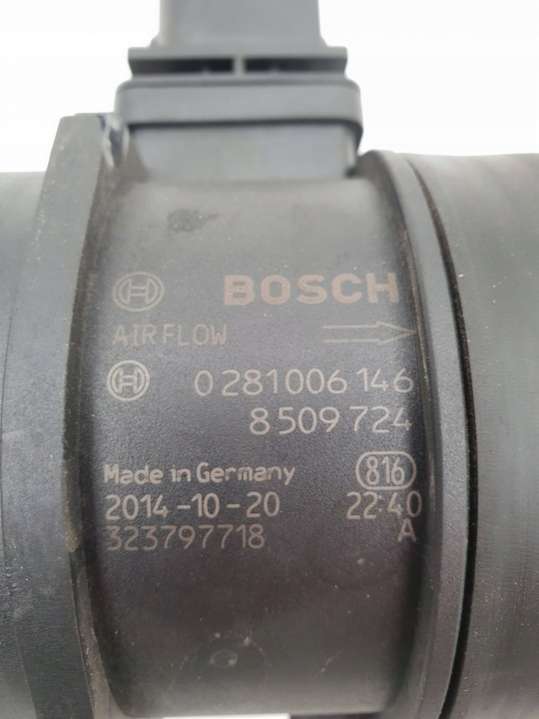 BOSCH
AIRFLOW
0 281 006 146
8 509 724
Made in Germany 816
2014-10-20 22:40
323797718 A